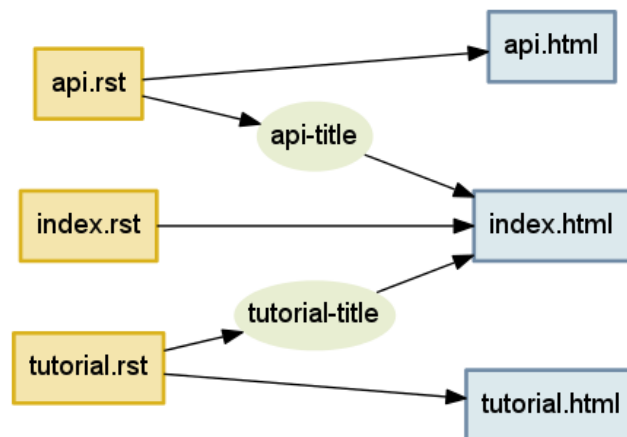 api.html
api.rst
api-title
index.rst
index.html
tutorial-title
tutorial.rst
tutorial.html